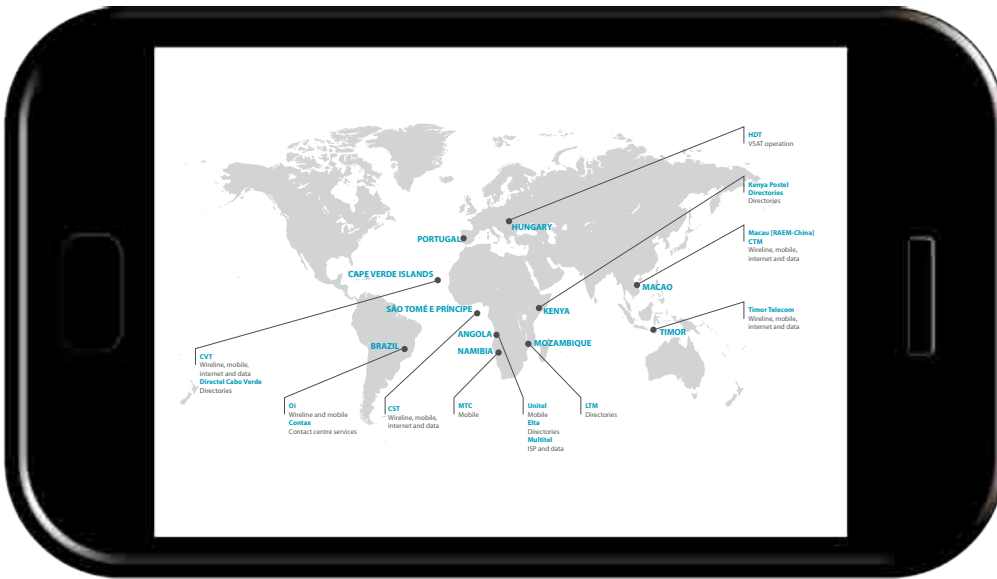 HDT
VSAT operation
Kenya Postel
Directories
Directories
HUNGARY
PORTUGAL
Macau [RAEM-China]
CTM
Wireline, mobile,
internet and data
CAPE VERDE ISLANDS
MACAO
SÃO TOMÉ E PRÍNCIPE
KENYA
Timor Telecom
Wireline, mobile,
internet and data
TIMOR
ANGOLA
MOZAMBIQUE
BRAZIL
NAMIBIA
CVT
Wireline, mobile,
internet and data
Directel Cabo Verde
Directories
Oi
Wireline and mobile
Contax
Contact centre services
CST
Wireline, mobile,
internet and data
MTC
Mobile
Unitel
Mobile
Elta
Directories
Multitel
ISP and data
LTM
Directories